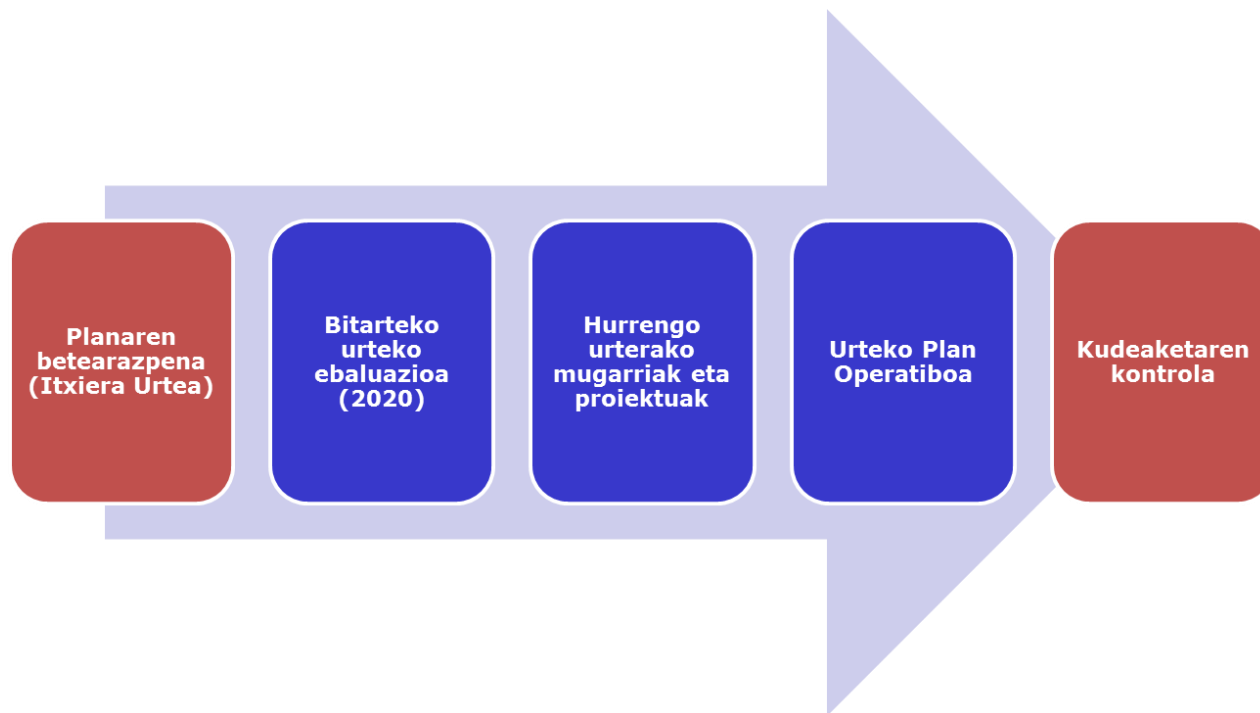 Planaren
betearazpena
(Itxiera Urtea)
Bitarteko
urteko
ebaluazioa
(2020)
Hurrengo
urterako
mugarriak eta
proiektuak
Urteko Plan
Operatiboa
Kudeaketaren
kontrola